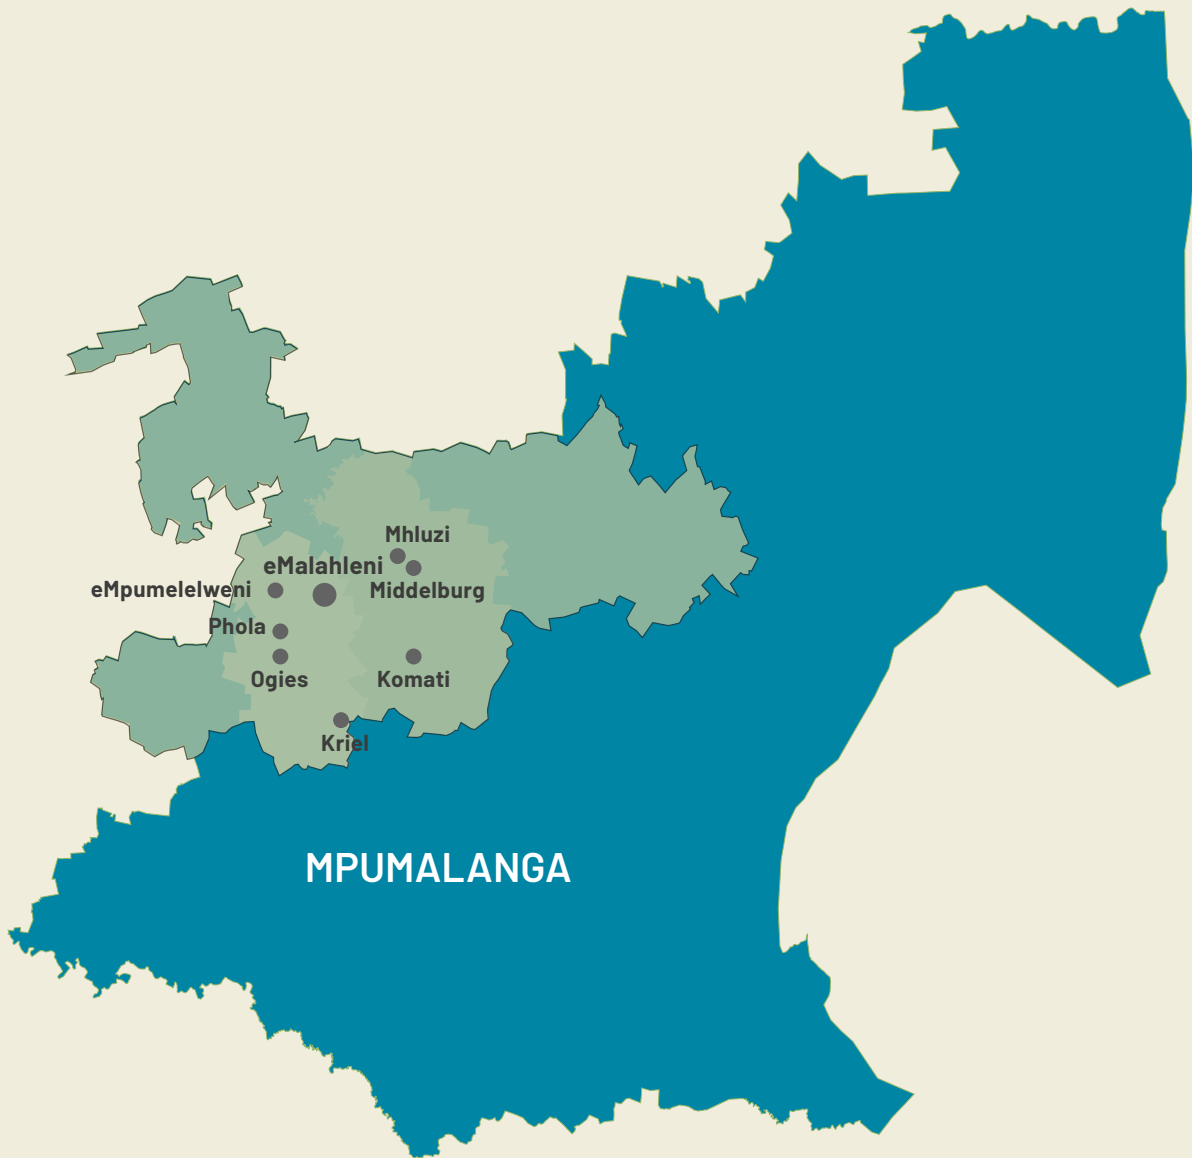 Mhluzi
eMalahleni
eMpumelelweni
Middelburg
Phola
Ogies
Komati
Kriel
MPUMALANGA